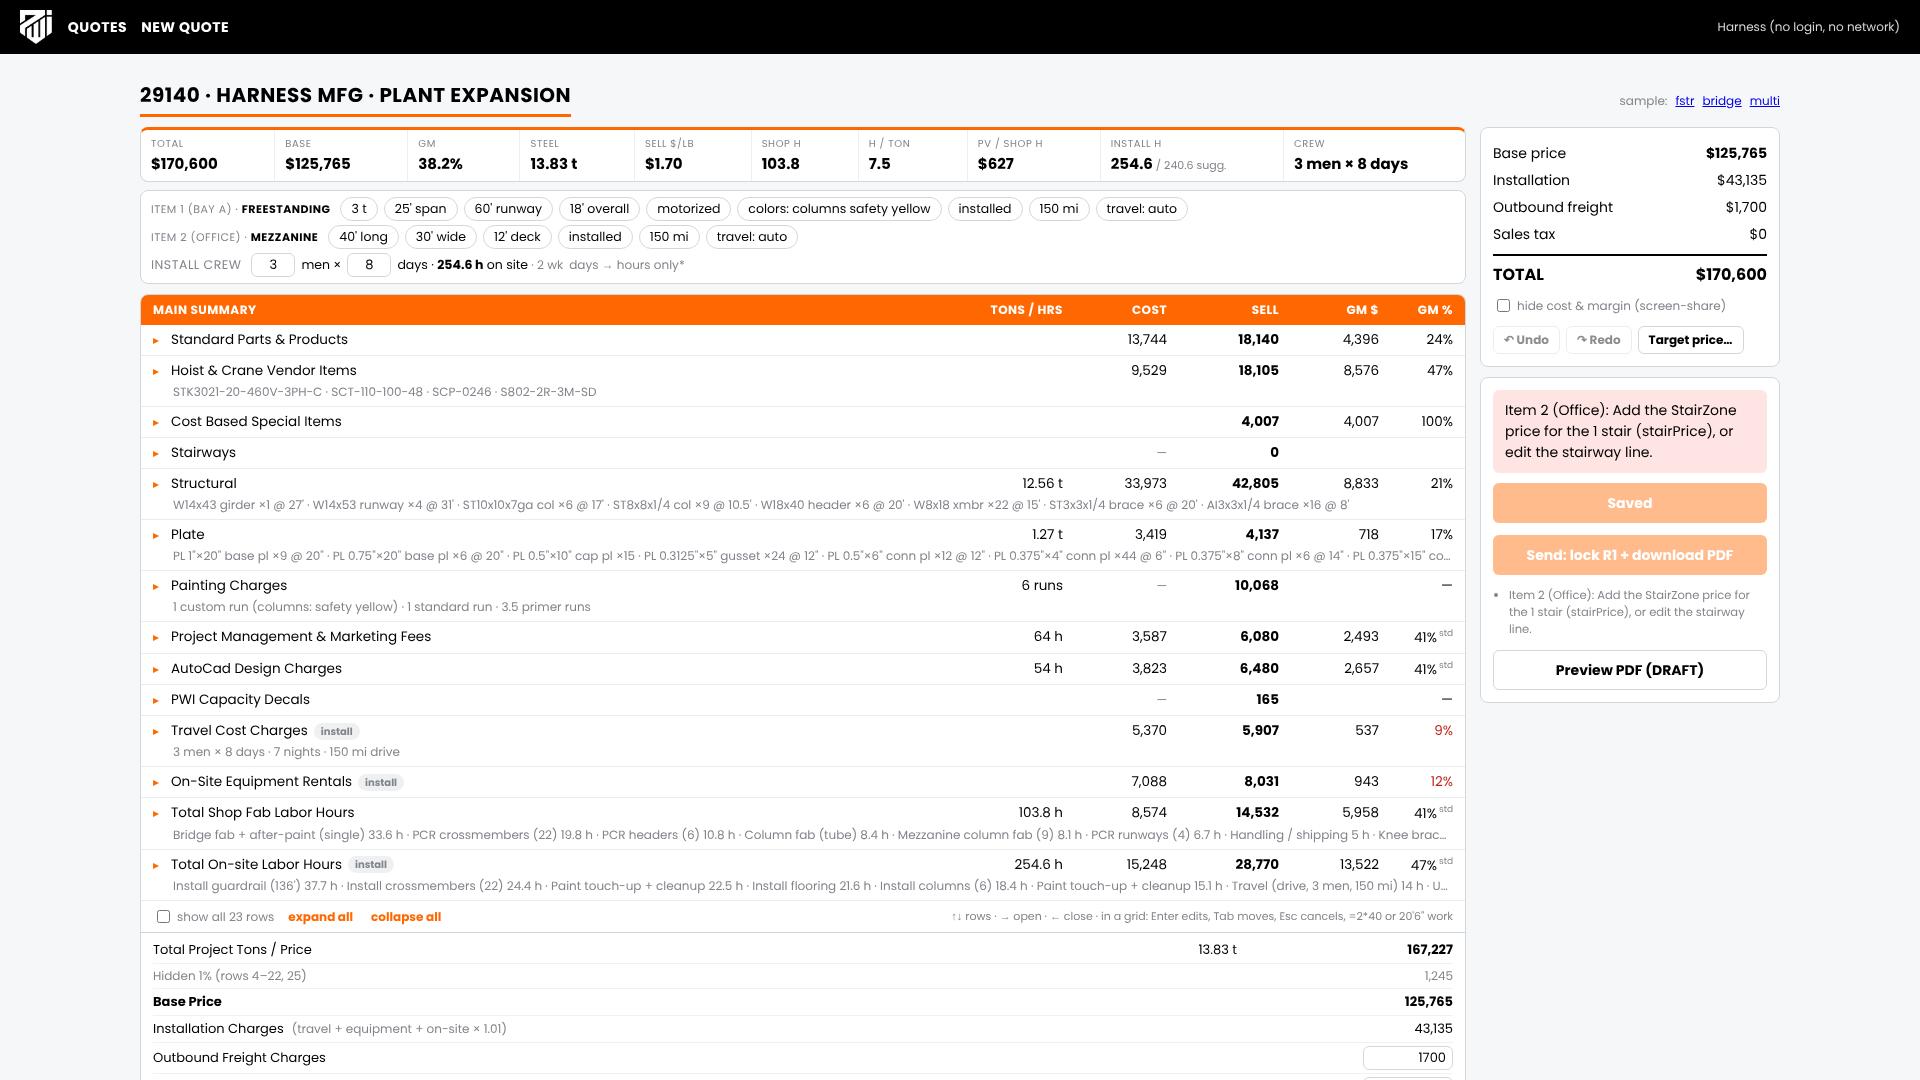 QUOTES NEW QUOTE
Harness (no login, no network)
29140 · HARNESS MFG · PLANT EXPANSION
sample: fstr bridge multi
TOTAL BASE GM STEEL SELL $/LB SHOP H H / TON PV / SHOP H INSTALL H CREW
$170,600 $125,765 38.2% 13.83 t $1.70 103.8 7.5 $627 254.6 / 240.6 sugg. 3 men × 8 days
ITEM 1 (BAY A) · FREESTANDING 3 t 25' span 60' runway 18' overall motorized colors: columns safety yellow installed 150 mi travel: auto
ITEM 2 (OFFICE) · MEZZANINE 40' long 30' wide 12' deck installed 150 mi travel: auto
INSTALL CREW 3 men × 8 days · 254.6 h on site · 2 wk days → hours only*
MAIN SUMMARY TONS / HRS COST SELL GM $ GM %
▸ Standard Parts & Products 13,744 18,140 4,396 24%
▸ Hoist & Crane Vendor Items 9,529 18,105 8,576 47%
STK3021-20-460V-3PH-C · SCT-110-100-48 · SCP-0246 · S802-2R-3M-SD
▸ Cost Based Special Items 4,007 4,007 100%
▸ Stairways — 0
▸ Structural 12.56 t 33,973 42,805 8,833 21%
W14x43 girder ×1 @ 27' · W14x53 runway ×4 @ 31' · ST10x10x7ga col ×6 @ 17' · ST8x8x1/4 col ×9 @ 10.5' · W18x40 header ×6 @ 20' · W8x18 xmbr ×22 @ 15' · ST3x3x1/4 brace ×6 @ 20' · AI3x3x1/4 brace ×16 @ 8'
▸ Plate 1.27 t 3,419 4,137 718 17%
PL 1"×20" base pl ×9 @ 20" · PL 0.75"×20" base pl ×6 @ 20" · PL 0.5"×10" cap pl ×15 · PL 0.3125"×5" gusset ×24 @ 12" · PL 0.5"×6" conn pl ×12 @ 12" · PL 0.375"×4" conn pl ×44 @ 6" · PL 0.375"×8" conn pl ×6 @ 14" · PL 0.375"×15" co…
▸ Painting Charges 6 runs — 10,068 —
1 custom run (columns: safety yellow) · 1 standard run · 3.5 primer runs
▸ Project Management & Marketing Fees 64 h 3,587 6,080 2,493 41% std
▸ AutoCad Design Charges 54 h 3,823 6,480 2,657 41% std
▸ PWI Capacity Decals — 165 —
▸ Travel Cost Charges install 5,370 5,907 537 9%
3 men × 8 days · 7 nights · 150 mi drive
▸ On-Site Equipment Rentals install 7,088 8,031 943 12%
▸ Total Shop Fab Labor Hours 103.8 h 8,574 14,532 5,958 41% std
Bridge fab + after-paint (single) 33.6 h · PCR crossmembers (22) 19.8 h · PCR headers (6) 10.8 h · Column fab (tube) 8.4 h · Mezzanine column fab (9) 8.1 h · PCR runways (4) 6.7 h · Handling / shipping 5 h · Knee brac…
▸ Total On-site Labor Hours install 254.6 h 15,248 28,770 13,522 47% std
Install guardrail (136') 37.7 h · Install crossmembers (22) 24.4 h · Paint touch-up + cleanup 22.5 h · Install flooring 21.6 h · Install columns (6) 18.4 h · Paint touch-up + cleanup 15.1 h · Travel (drive, 3 men, 150 mi) 14 h · U…
show all 23 rows expand all collapse all ↑↓ rows · → open · ← close · in a grid: Enter edits, Tab moves, Esc cancels, =2*40 or 20'6" work
Total Project Tons / Price 13.83 t 167,227
Hidden 1% (rows 4–22, 25) 1,245
Base Price 125,765
Installation Charges (travel + equipment + on-site × 1.01) 43,135
Outbound Freight Charges 1700
Base price $125,765
Installation $43,135
Outbound freight $1,700
Sales tax $0
TOTAL $170,600
hide cost & margin (screen-share)
↶ Undo ↷ Redo Target price…
Item 2 (Office): Add the StairZone
price for the 1 stair (stairPrice), or
edit the stairway line.
Saved
Send: lock R1 + download PDF
• Item 2 (Office): Add the StairZone price for
the 1 stair (stairPrice), or edit the stairway
line.
Preview PDF (DRAFT)